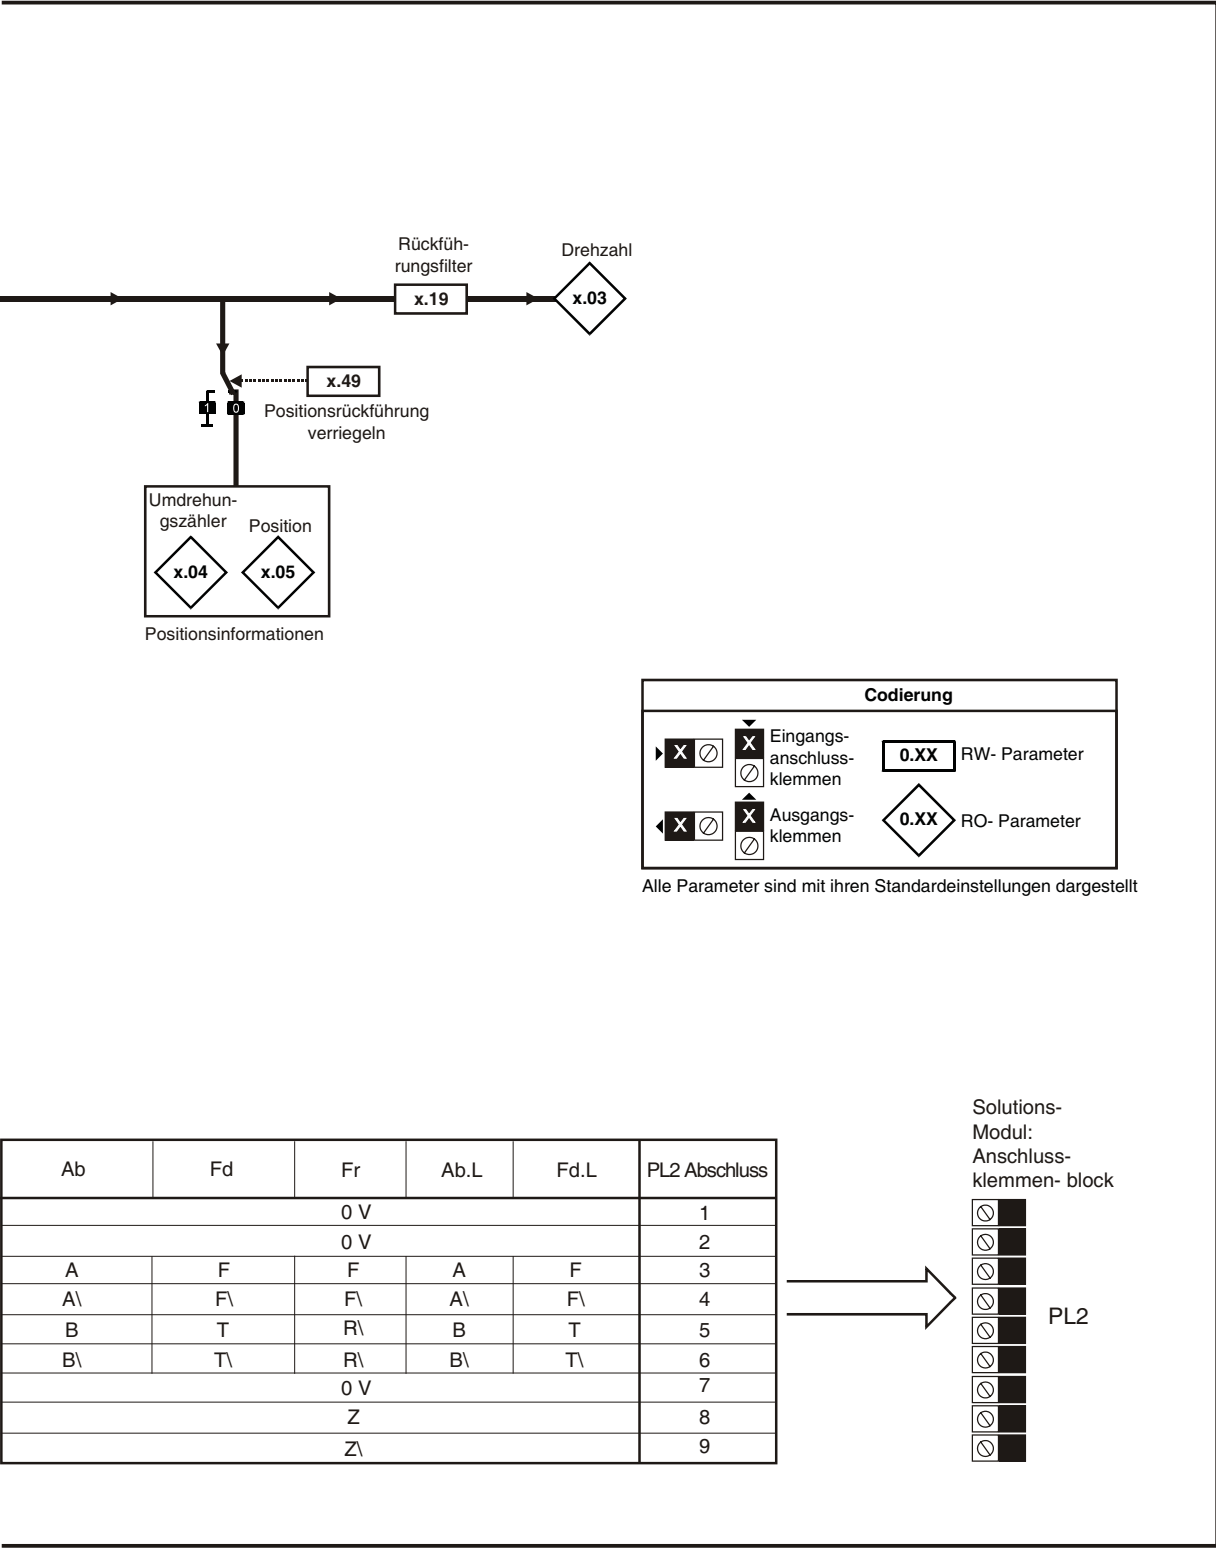 Rückfüh-
rungsfilter
Drehzahl
x.19
x.03
x.49
1 0
Positionsrückführung
verriegeln
Umdrehun-
gszähler
Position
x.04
x.05
Positionsinformationen
Codierung
X
X
Eingangs-
anschluss-
klemmen
0.XX
RW- Parameter
X
X
Ausgangs-
klemmen
0.XX
RO- Parameter
Alle Parameter sind mit ihren Standardeinstellungen dargestellt
Solutions-
Modul:
Anschluss-
klemmen- block
Ab Fd Fr Ab.L Fd.L PL2 Abschluss
0 V 1
0 V 2
A F F A F 3
A\ F\ F\ A\ F\ 4
B T R\ B T 5
B\ T\ R\ B\ T\ 6
0 V 7
Z 8
Z\ 9
PL2